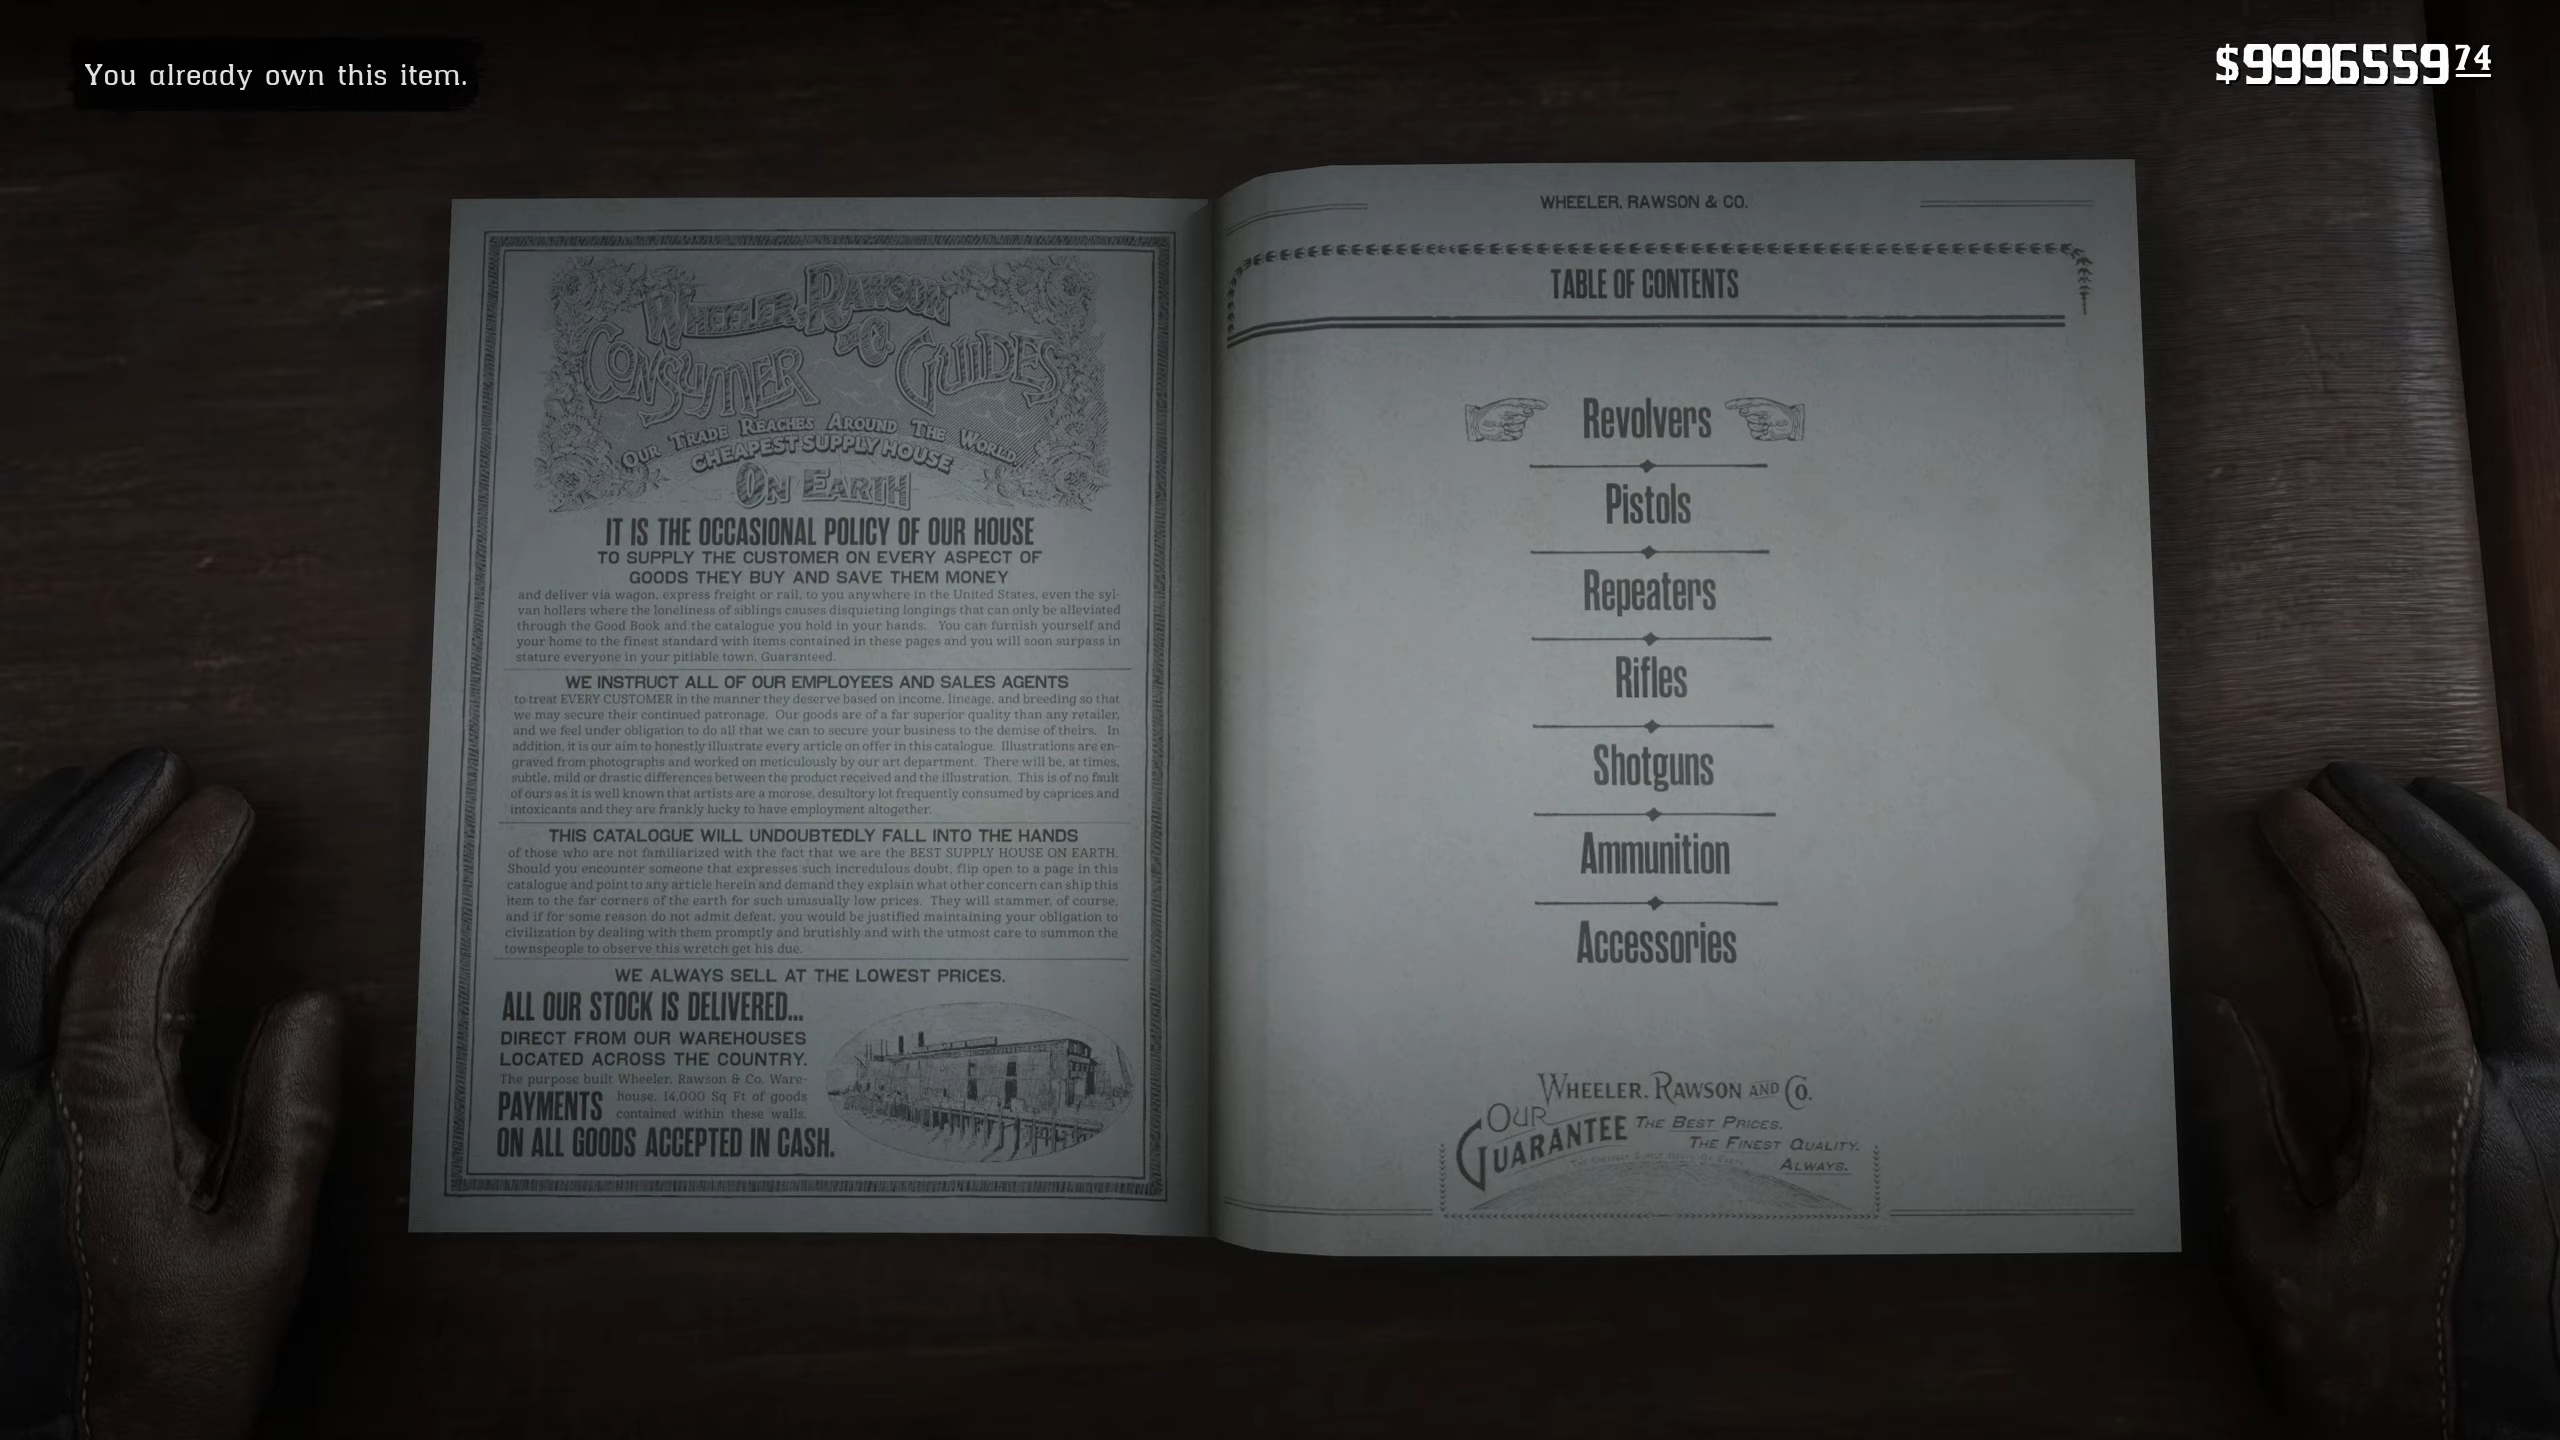 You already own this item.
$9996559 74
WHEELER, RAWSON
AND CO.
CONSUMER GUIDES
OUR TRADE REACHES AROUND THE WORLD.
CHEAPEST SUPPLY HOUSE
ON EARTH
IT IS THE OCCASIONAL POLICY OF OUR HOUSE
TO SUPPLY THE CUSTOMER ON EVERY ASPECT OF
GOODS THEY BUY AND SAVE THEM MONEY
and deliver via wagon, express freight or rail, to you anywhere in the United States, even the syl-
van hollers where the loneliness of siblings causes disquieting longings that can only be alleviated
through the Good Book and the catalogue you hold in your hands. You can furnish yourself and
your home to the finest standard with items contained in these pages and you will soon surpass in
stature everyone in your pitiable town. Guaranteed.
WE INSTRUCT ALL OF OUR EMPLOYEES AND SALES AGENTS
to treat EVERY CUSTOMER in the manner they deserve based on income, lineage, and breeding so that
we may secure their continued patronage. Our goods are of a far superior quality than any retailer,
and we feel under obligation to do all that we can to secure your business to the demise of theirs. In
addition, it is our aim to honestly illustrate every article on offer in this catalogue. Illustrations are en-
graved from photographs and worked on meticulously by our art department. There will be, at times,
subtle, mild or drastic differences between the product received and the illustration. This is of no fault
of ours as it is well known that artists are a morose, desultory lot frequently consumed by caprices and
intoxicants and they are frankly lucky to have employment altogether.
THIS CATALOGUE WILL UNDOUBTEDLY FALL INTO THE HANDS
of those who are not familiarized with the fact that we are the BEST SUPPLY HOUSE ON EARTH.
Should you encounter someone that expresses such incredulous doubt, flip open to a page in this
catalogue and point to any article herein and demand they explain what other concern can ship this
item to the far corners of the earth for such unusually low prices. They will stammer, of course,
and if for some reason do not admit defeat, you would be justified maintaining your obligation to
civilization by dealing with them promptly and brutishly and with the utmost care to summon the
townspeople to observe this wretch get his due.
WE ALWAYS SELL AT THE LOWEST PRICES.
ALL OUR STOCK IS DELIVERED...
DIRECT FROM OUR WAREHOUSES
LOCATED ACROSS THE COUNTRY.
The purpose built Wheeler, Rawson & Co. Ware-
house. 14,000 Sq Ft of goods
contained within these walls.
PAYMENTS
ON ALL GOODS ACCEPTED IN CASH.
WHEELER, RAWSON & CO.
TABLE OF CONTENTS
Revolvers
Pistols
Repeaters
Rifles
Shotguns
Ammunition
Accessories
WHEELER, RAWSON AND CO.
OUR
GUARANTEE
THE BEST PRICES.
THE FINEST QUALITY.
ALWAYS.